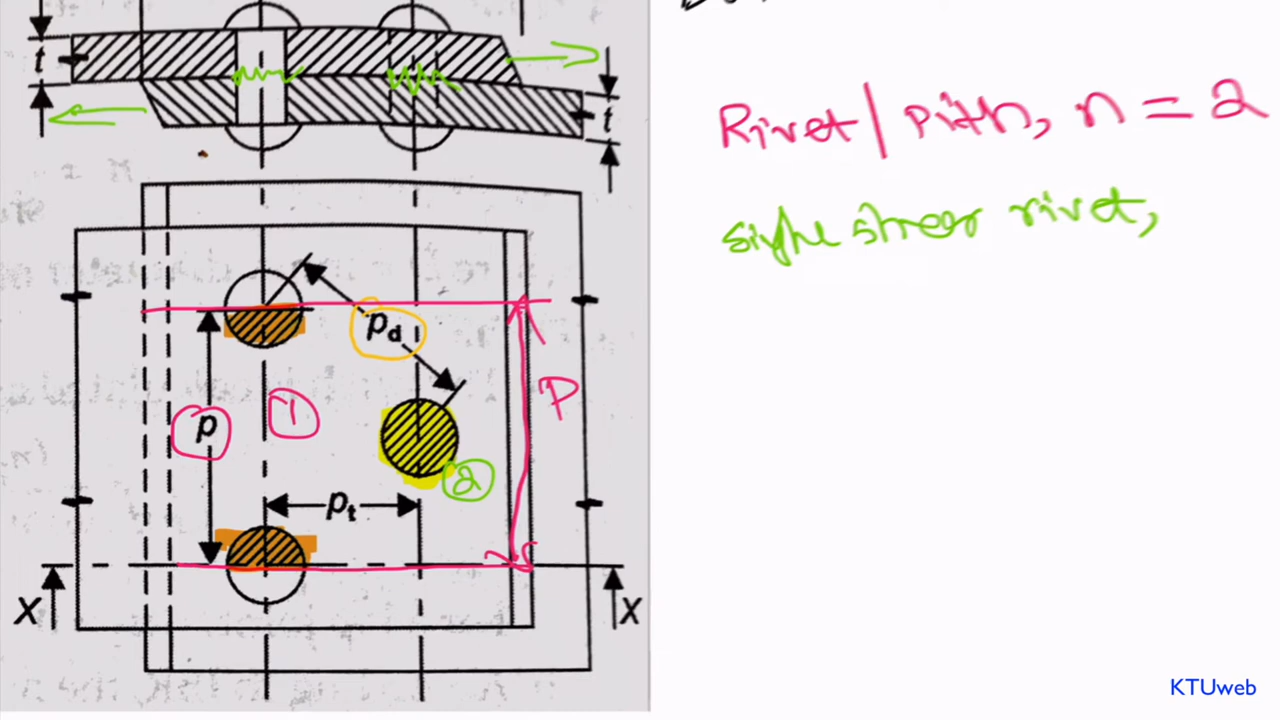 t
t
Rivet / pitch, n = 2
single shear rivet,
pd
p
1
P
2
pt
X
X
KTUweb